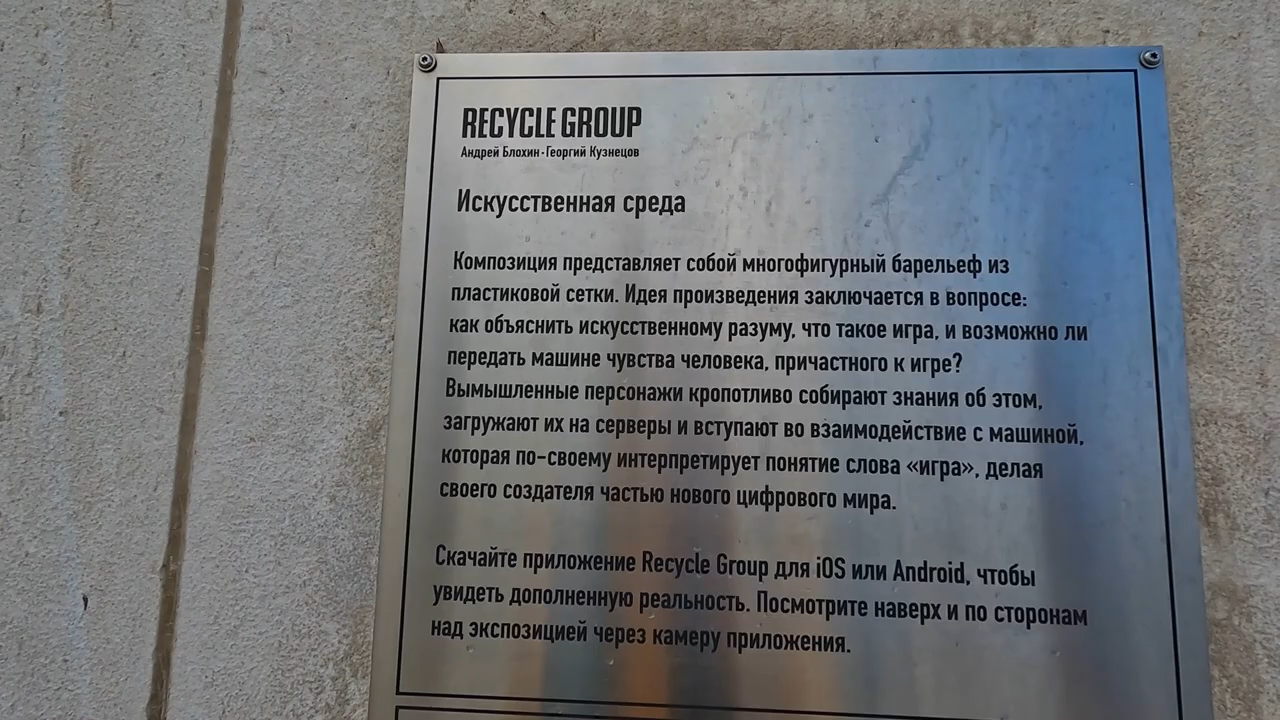 RECYCLE GROUP
Андрей Блохин · Георгий Кузнецов
Искусственная среда
Композиция представляет собой многофигурный барельеф из
пластиковой сетки. Идея произведения заключается в вопросе:
как объяснить искусственному разуму, что такое игра, и возможно ли
передать машине чувства человека, причастного к игре?
Вымышленные персонажи кропотливо собирают знания об этом,
загружают их на серверы и вступают во взаимодействие с машиной,
которая по-своему интерпретирует понятие слова «игра», делая
своего создателя частью нового цифрового мира.
Скачайте приложение Recycle Group для iOS или Android, чтобы
увидеть дополненную реальность. Посмотрите наверх и по сторонам
над экспозицией через камеру приложения.